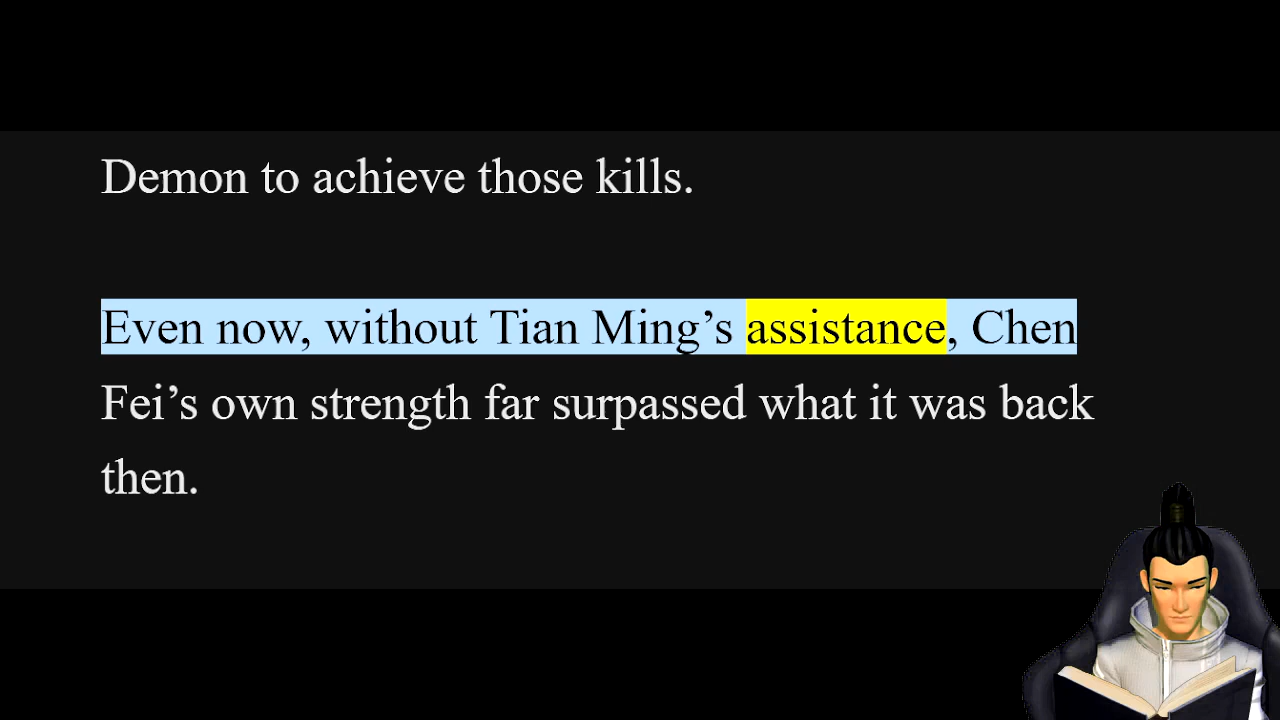 Demon to achieve those kills.
Even now, without Tian Ming’s assistance, Chen
Fei’s own strength far surpassed what it was back
then.